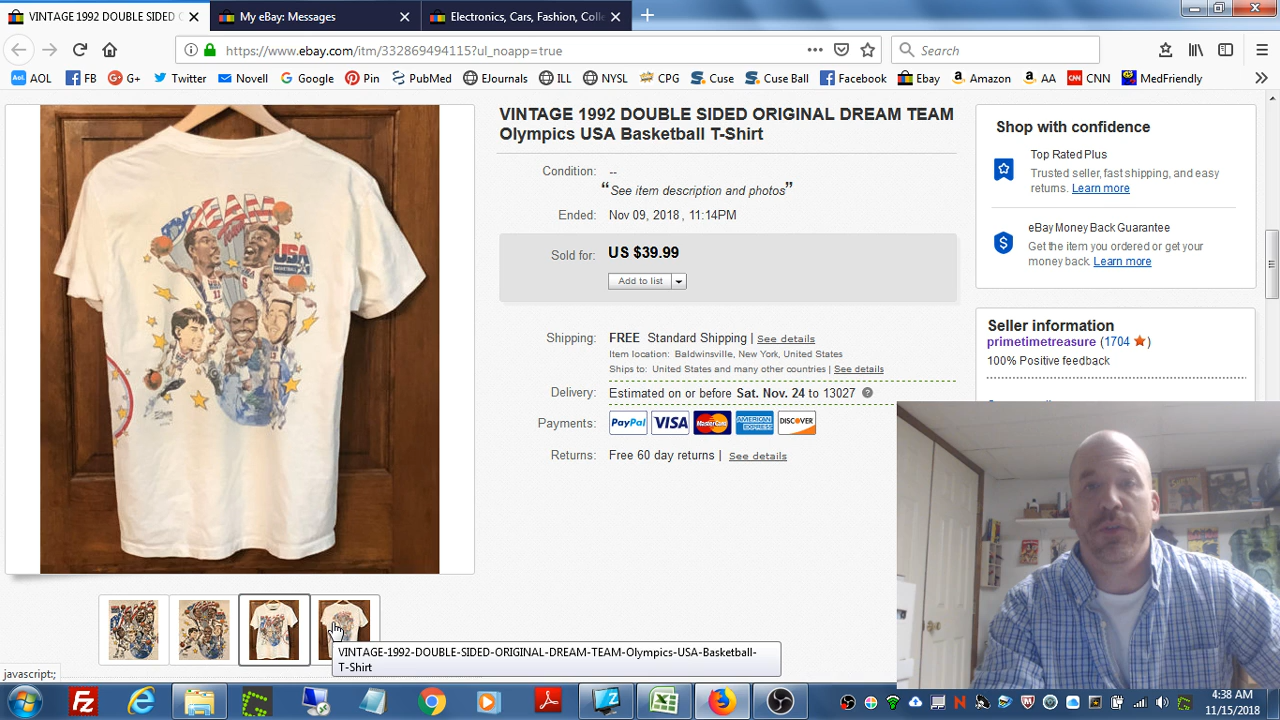 VINTAGE 1992 DOUBLE SIDED O
My eBay: Messages
Electronics, Cars, Fashion, Colle
https://www.ebay.com/itm/332869494115?ul_noapp=true
Search
AOL
FB
G+
Twitter
Novell
Google
Pin
PubMed
EJournals
ILL
NYSL
CPG
Cuse
Cuse Ball
Facebook
Ebay
Amazon
AA
CNN
MedFriendly
DREAM
Team
USA
BASKETBALL
VINTAGE 1992 DOUBLE SIDED ORIGINAL DREAM TEAM
Olympics USA Basketball T-Shirt
Condition: --
“See item description and photos”
Ended: Nov 09, 2018 , 11:14PM
Sold for: US $39.99
Add to list
Shipping: FREE Standard Shipping | See details
Item location: Baldwinsville, New York, United States
Ships to: United States and many other countries | See details
Delivery: Estimated on or before Sat. Nov. 24 to 13027
Payments: PayPal VISA MasterCard AMERICAN EXPRESS DISCOVER
Returns: Free 60 day returns | See details
Shop with confidence
Top Rated Plus
Trusted seller, fast shipping, and easy
returns. Learn more
eBay Money Back Guarantee
Get the item you ordered or get your
money back. Learn more
Seller information
primetimetreasure (1704 )
100% Positive feedback
VINTAGE-1992-DOUBLE-SIDED-ORIGINAL-DREAM-TEAM-Olympics-USA-Basketball-
T-Shirt
javascript:;
4:38 AM
11/15/2018